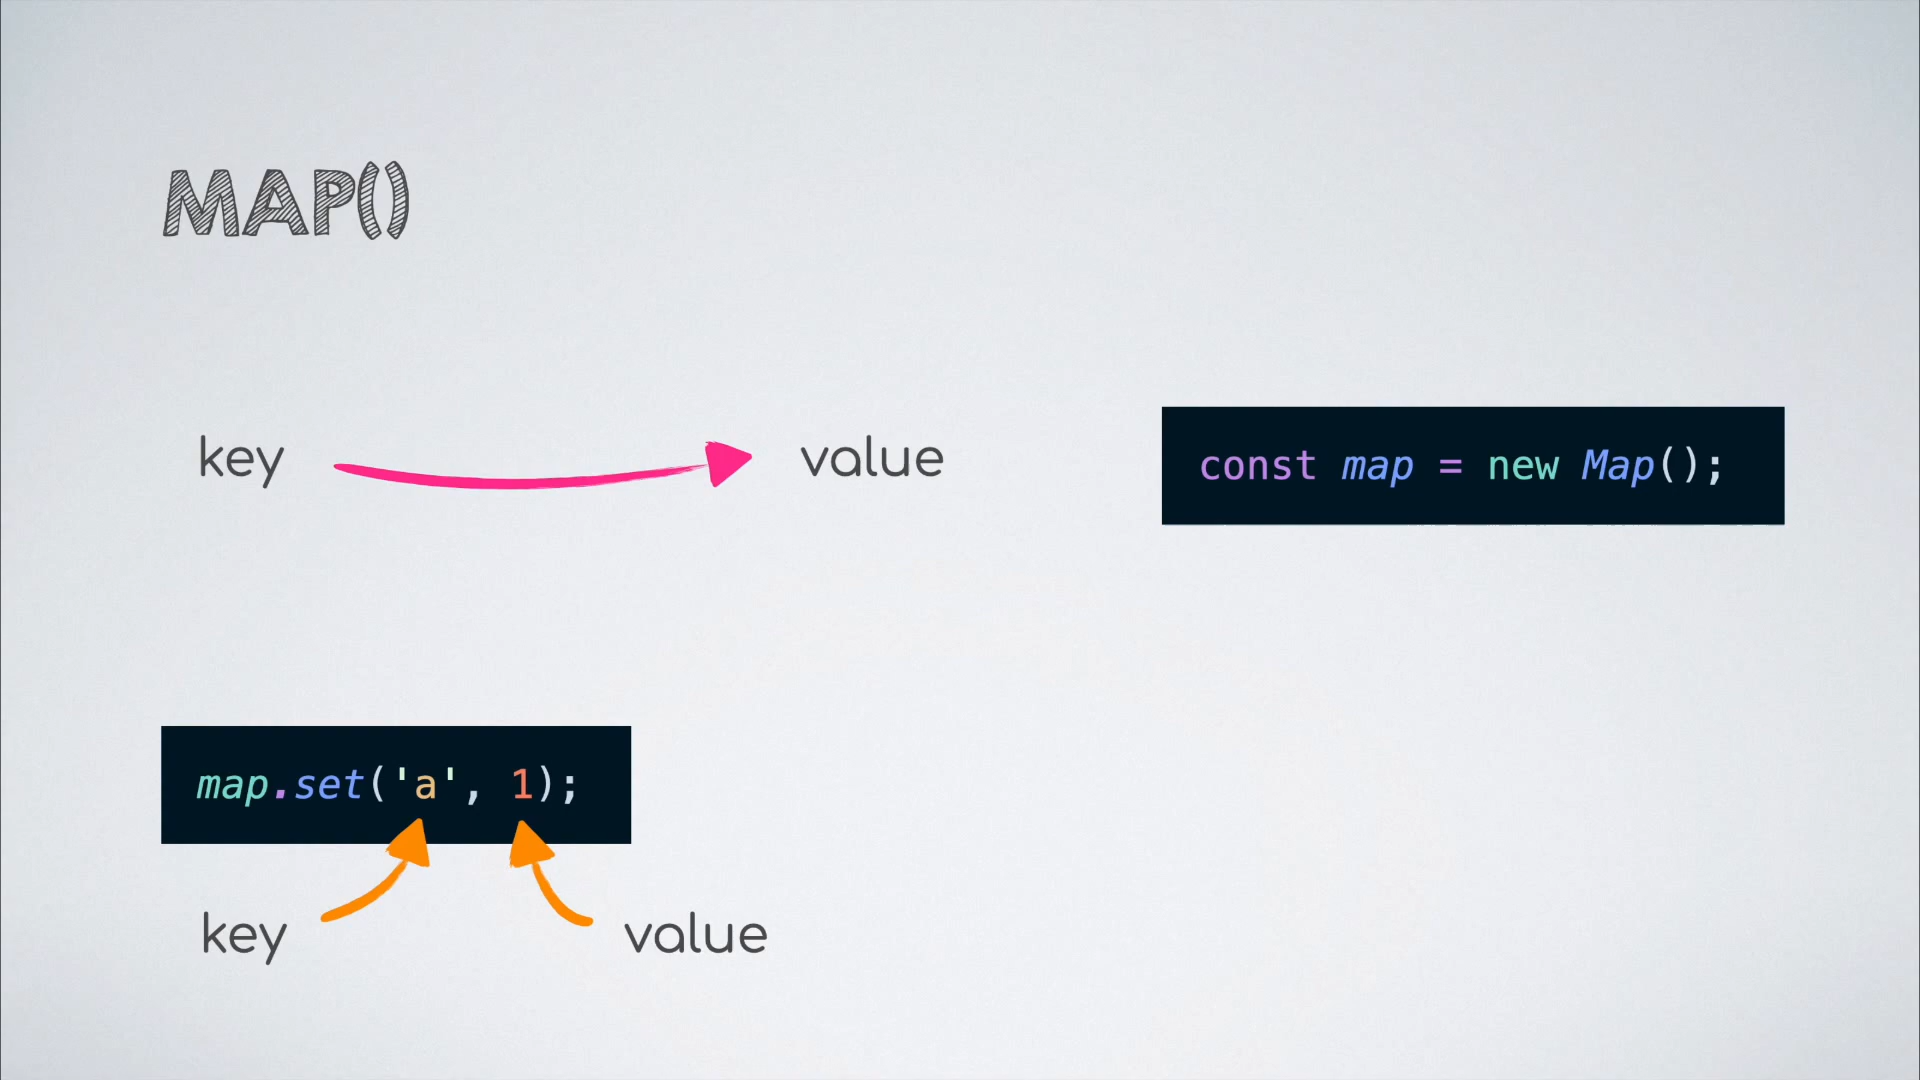 MAP()
key value
const map = new Map();
map.set('a', 1);
key value